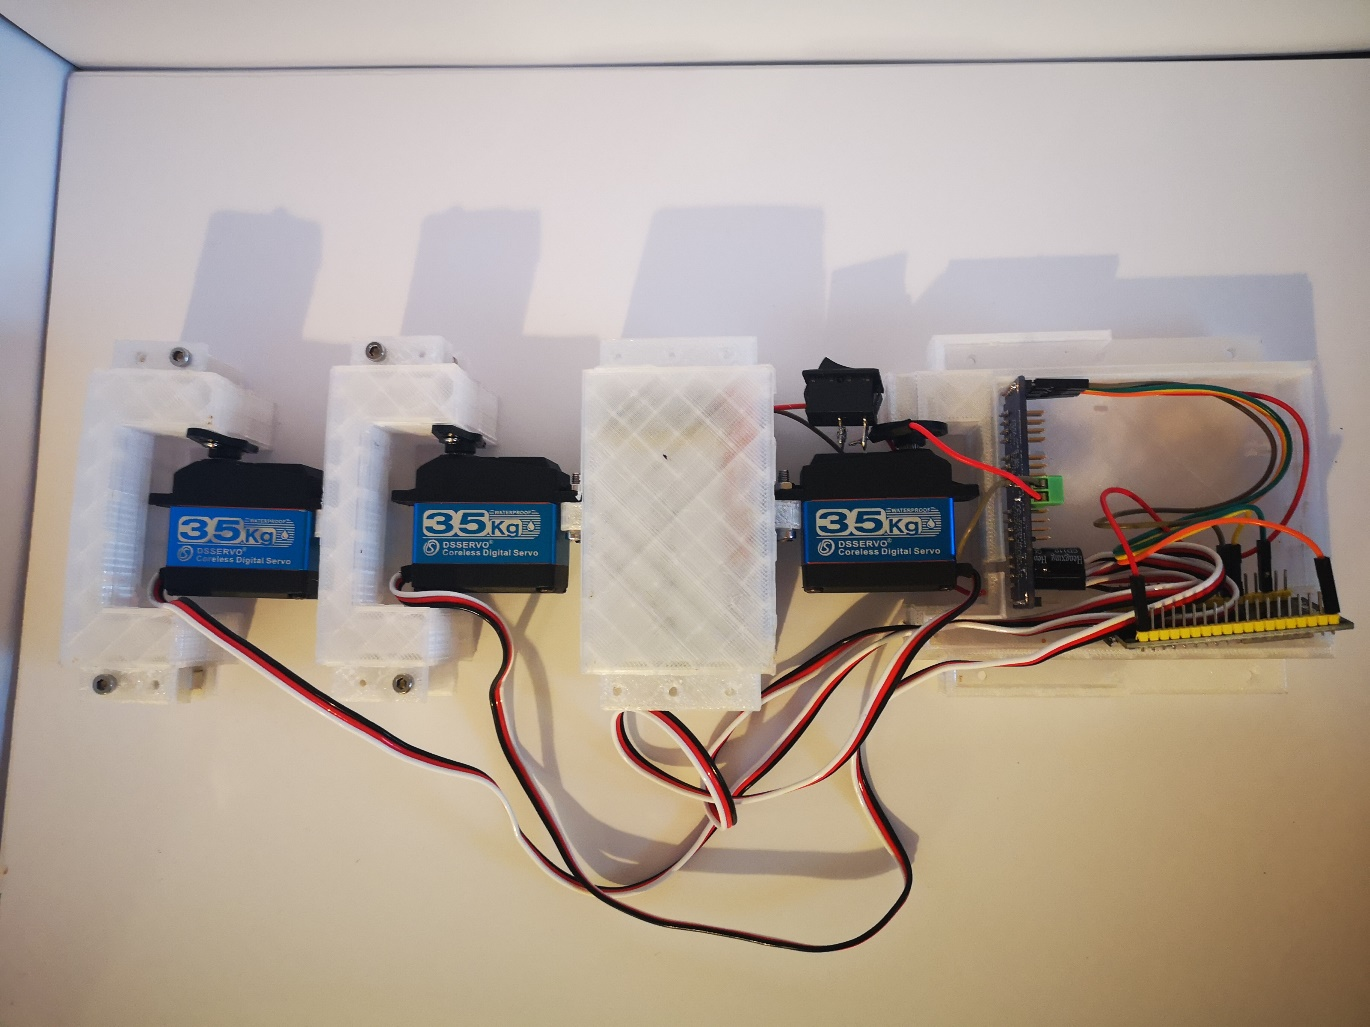 35Kg
WATERPROOF
DSSERVO®
Coreless Digital Servo
35Kg
WATERPROOF
DSSERVO®
Coreless Digital Servo
35Kg
WATERPROOF
DSSERVO®
Coreless Digital Servo